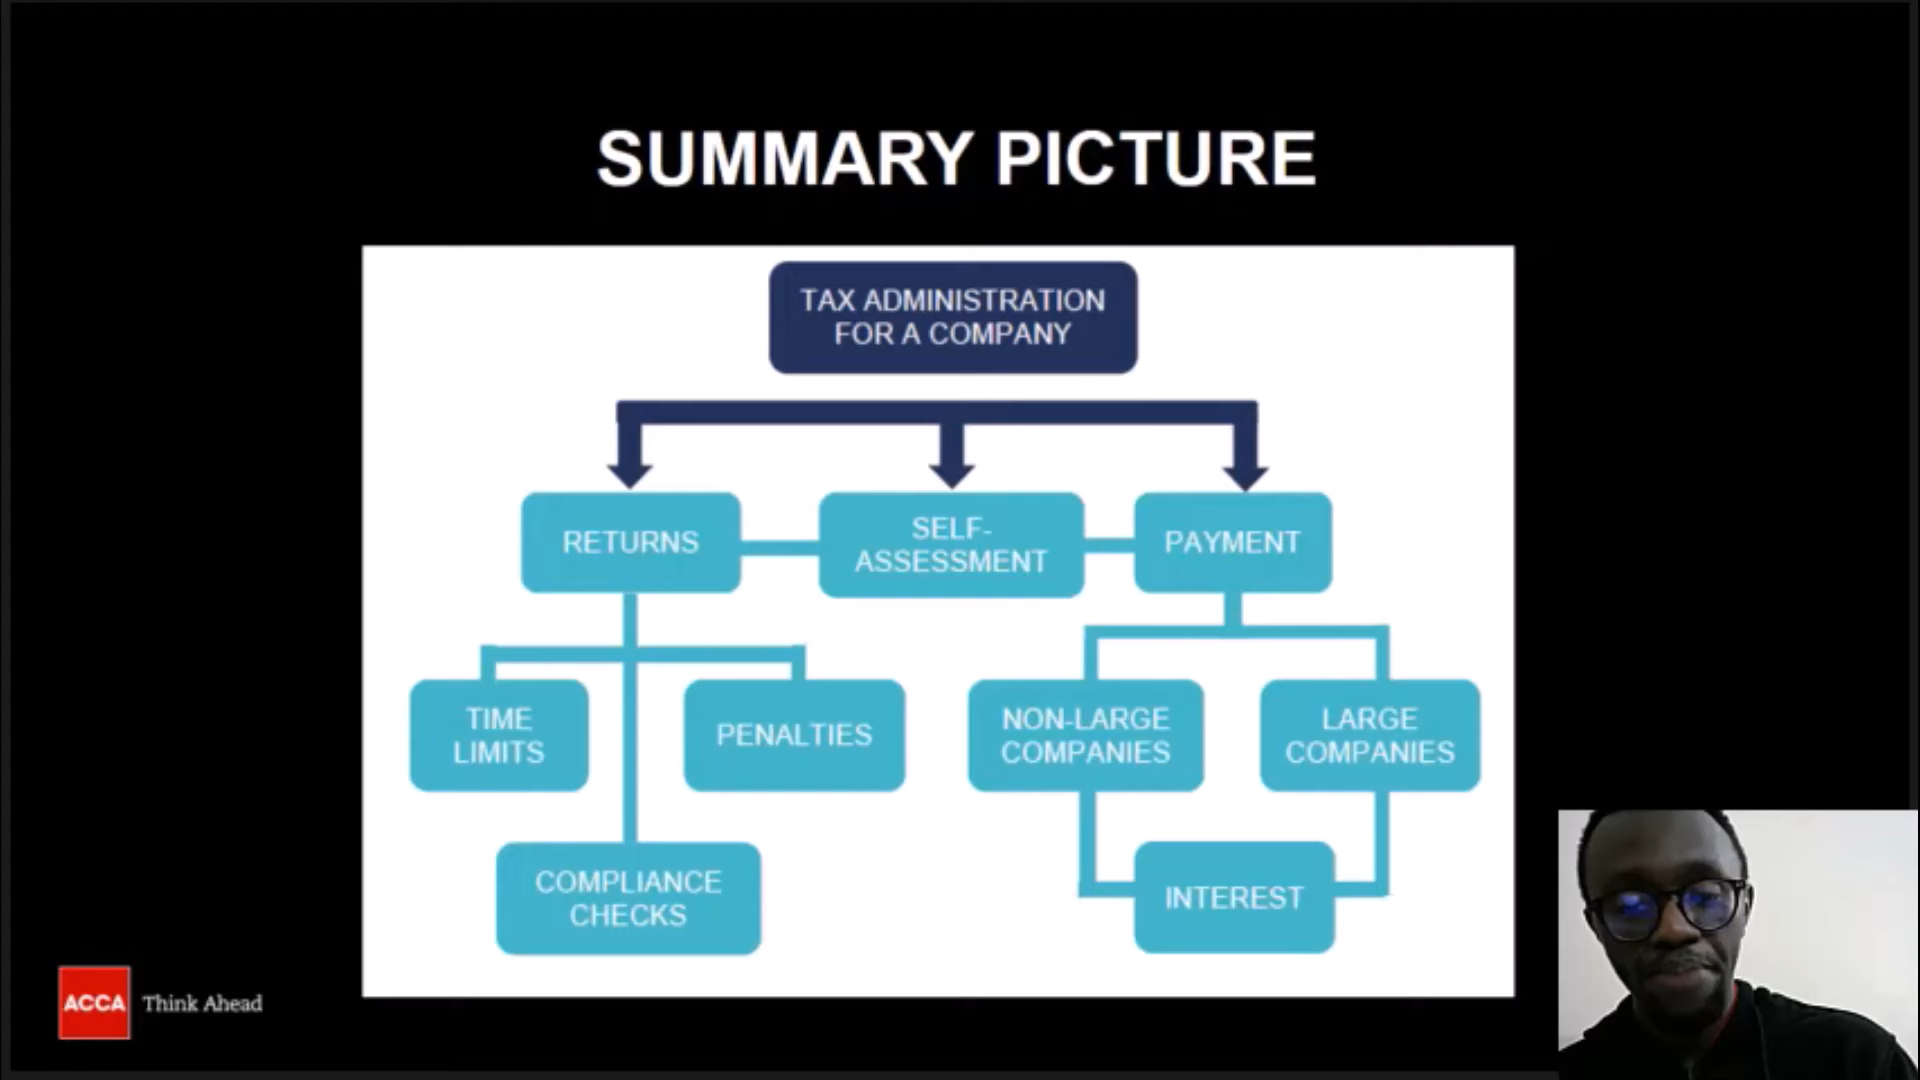 SUMMARY PICTURE
TAX ADMINISTRATION
FOR A COMPANY
RETURNS
SELF-
ASSESSMENT
PAYMENT
TIME
LIMITS
PENALTIES
NON-LARGE
COMPANIES
LARGE
COMPANIES
COMPLIANCE
CHECKS
INTEREST
ACCA Think Ahead